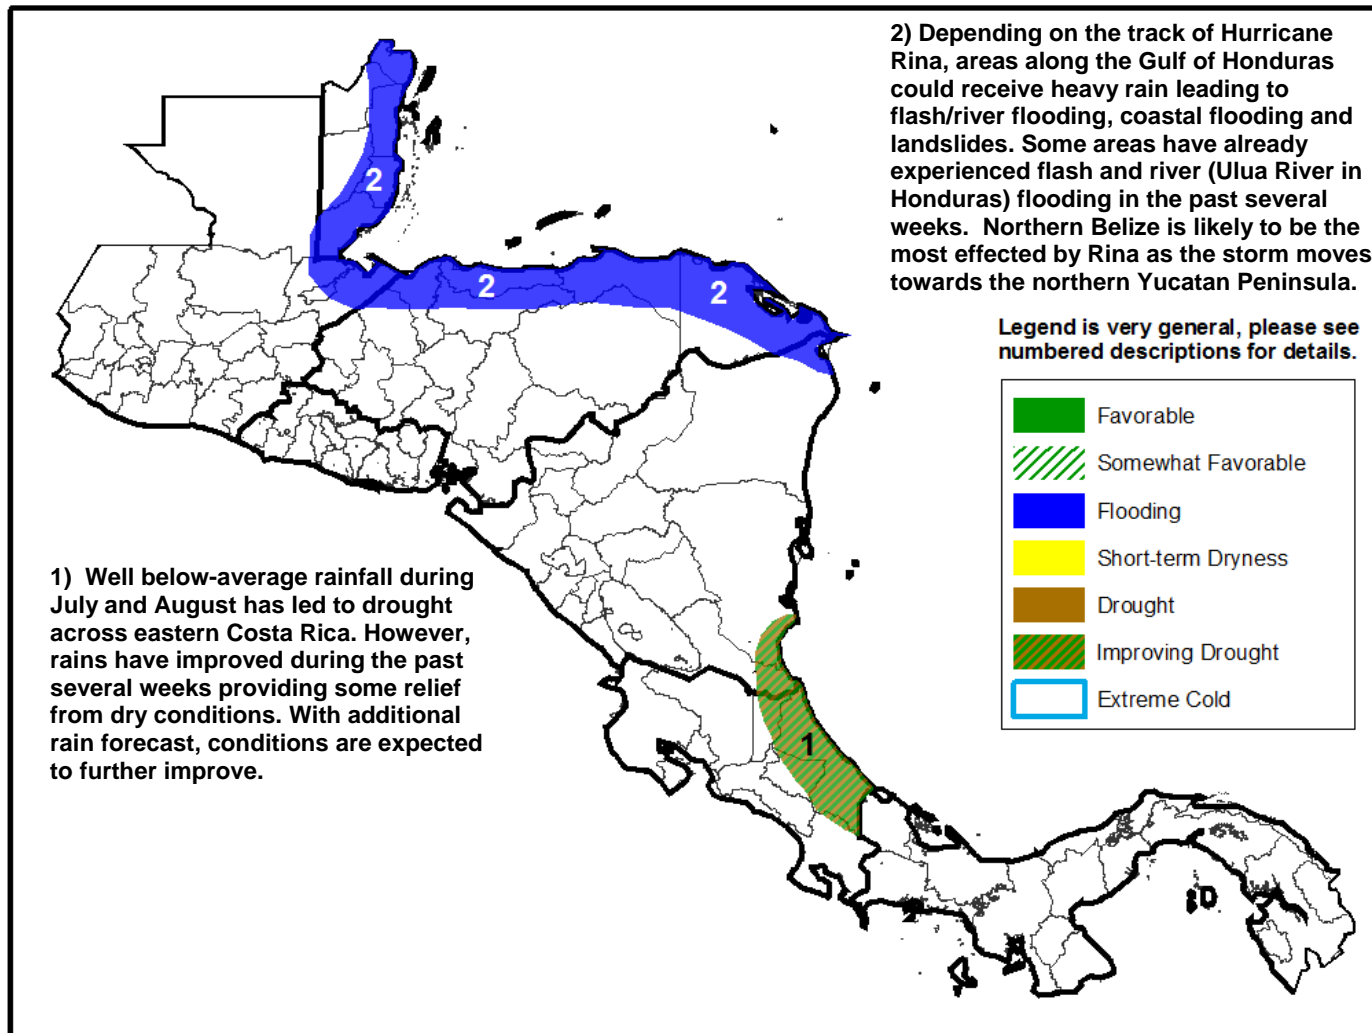 2) Depending on the track of Hurricane
Rina, areas along the Gulf of Honduras
could receive heavy rain leading to
flash/river flooding, coastal flooding and
landslides. Some areas have already
experienced flash and river (Ulua River in
Honduras) flooding in the past several
weeks.  Northern Belize is likely to be the
most effected by Rina as the storm moves
towards the northern Yucatan Peninsula.
2
2
2
Legend is very general, please see
numbered descriptions for details.
Favorable
Somewhat Favorable
Flooding
Short-term Dryness
Drought
Improving Drought
Extreme Cold
1)  Well below-average rainfall during
July and August has led to drought
across eastern Costa Rica. However,
rains have improved during the past
several weeks providing some relief
from dry conditions. With additional
rain forecast, conditions are expected
to further improve.
1